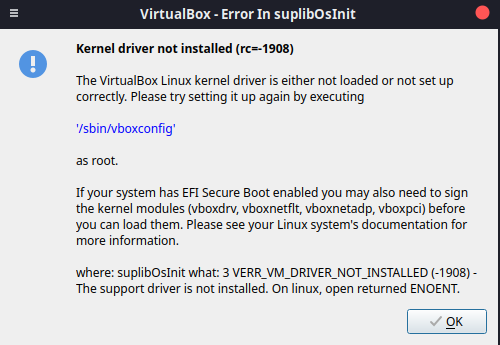 VirtualBox - Error In suplibOsInit
Kernel driver not installed (rc=-1908)
The VirtualBox Linux kernel driver is either not loaded or not set up
correctly. Please try setting it up again by executing
'/sbin/vboxconfig'
as root.
If your system has EFI Secure Boot enabled you may also need to sign
the kernel modules (vboxdrv, vboxnetflt, vboxnetadp, vboxpci) before
you can load them. Please see your Linux system's documentation for
more information.
where: suplibOsInit what: 3 VERR_VM_DRIVER_NOT_INSTALLED (-1908) -
The support driver is not installed. On linux, open returned ENOENT.
OK